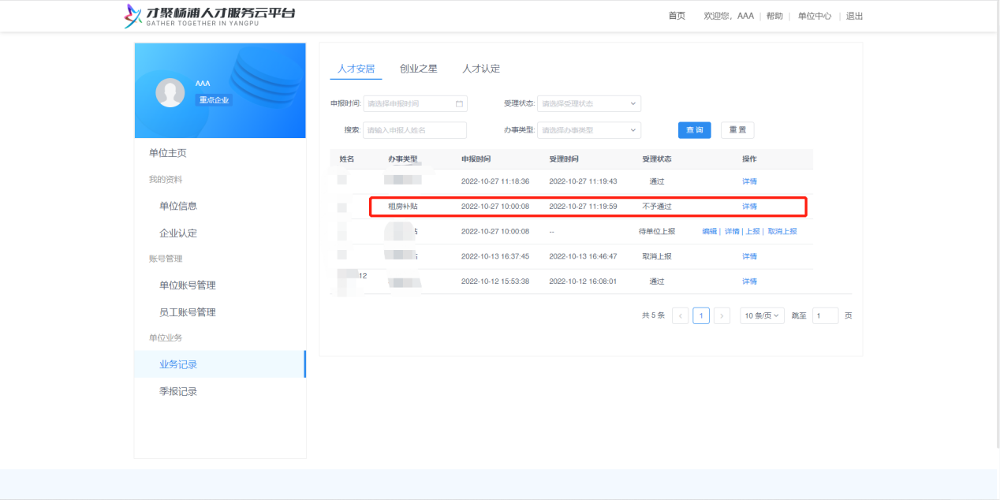 才聚杨浦人才服务云平台
GATHER TOGETHER IN YANGPU
首页 欢迎您，AAA | 帮助 | 单位中心 | 退出
AAA
重点企业
单位主页
我的资料
单位信息
企业认定
账号管理
单位账号管理
员工账号管理
单位业务
业务记录
季报记录
人才安居 创业之星 人才认定
申报时间: 请选择申报时间 受理状态: 请选择受理状态
搜索: 请输入申报人姓名 办事类型: 请选择办事类型 查 询 重 置
姓名 办事类型 申报时间 受理时间 受理状态 操作
2022-10-27 11:18:36 2022-10-27 11:19:43 通过 详情
租房补贴 2022-10-27 10:00:08 2022-10-27 11:19:59 不予通过 详情
2022-10-27 10:00:08 -- 待单位上报 编辑 | 详情 | 上报 | 取消上报
2022-10-13 16:37:45 2022-10-13 16:46:47 取消上报 详情
12 2022-10-12 15:53:38 2022-10-12 16:08:01 通过 详情
共 5 条 < 1 > 10 条/页 跳至 1 页